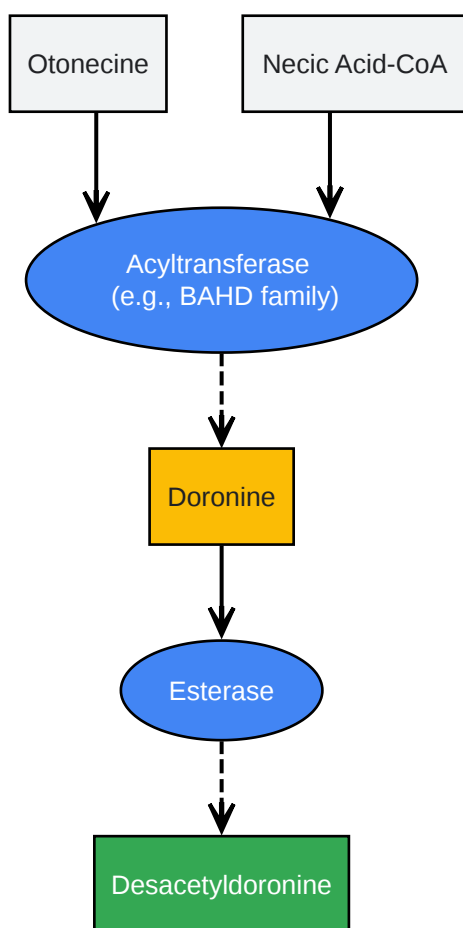 Otonecine
Necic Acid-CoA
Acyltransferase
(e.g., BAHD family)
Doronine
Esterase
Desacetyldoronine